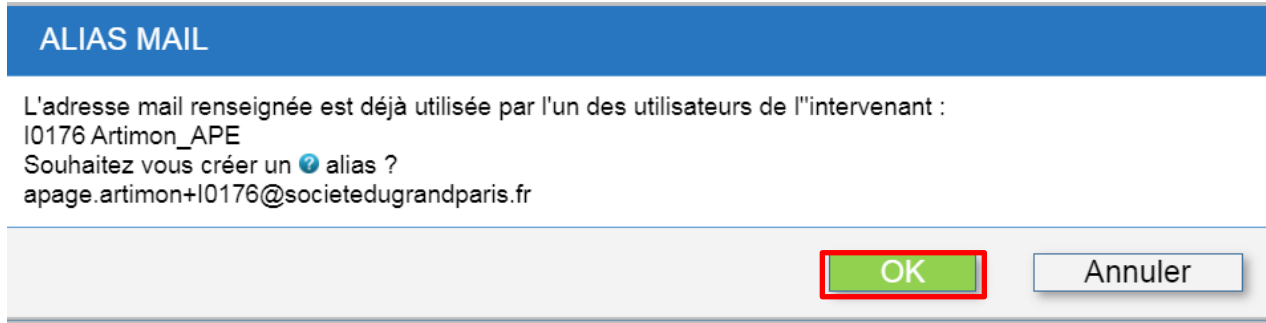 ALIAS MAIL
L'adresse mail renseignée est déjà utilisée par l'un des utilisateurs de l''intervenant :
I0176 Artimon_APE
Souhaitez vous créer un ? alias ?
apage.artimon+I0176@societedugrandparis.fr
OK Annuler